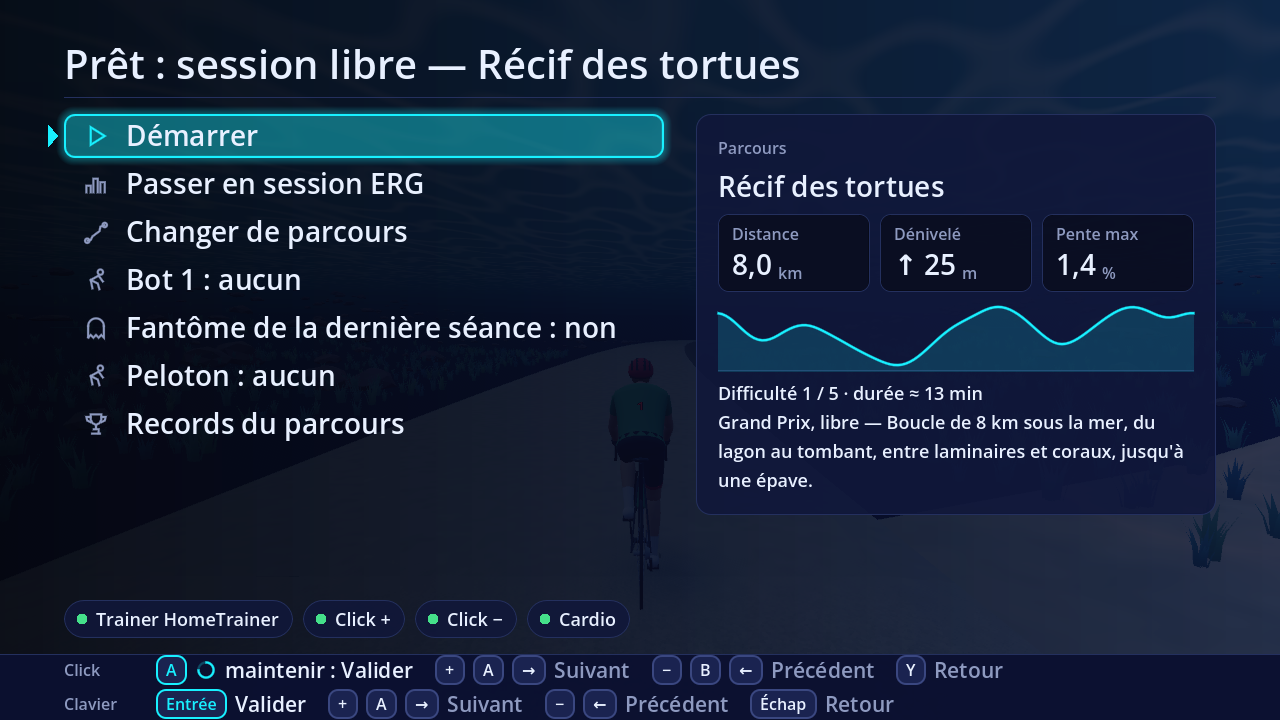 Prêt : session libre — Récif des tortues
Démarrer
Passer en session ERG
Changer de parcours
Bot 1 : aucun
Fantôme de la dernière séance : non
Peloton : aucun
Records du parcours
Parcours
Récif des tortues
Distance
8,0 km
Dénivelé
↑ 25 m
Pente max
1,4 %
Difficulté 1 / 5 · durée ≈ 13 min
Grand Prix, libre — Boucle de 8 km sous la mer, du
lagon au tombant, entre laminaires et coraux, jusqu'à
une épave.
Trainer HomeTrainer
Click +
Click −
Cardio
Click A maintenir : Valider + A → Suivant − B ← Précédent Y Retour
Clavier Entrée Valider + A → Suivant − ← Précédent Échap Retour